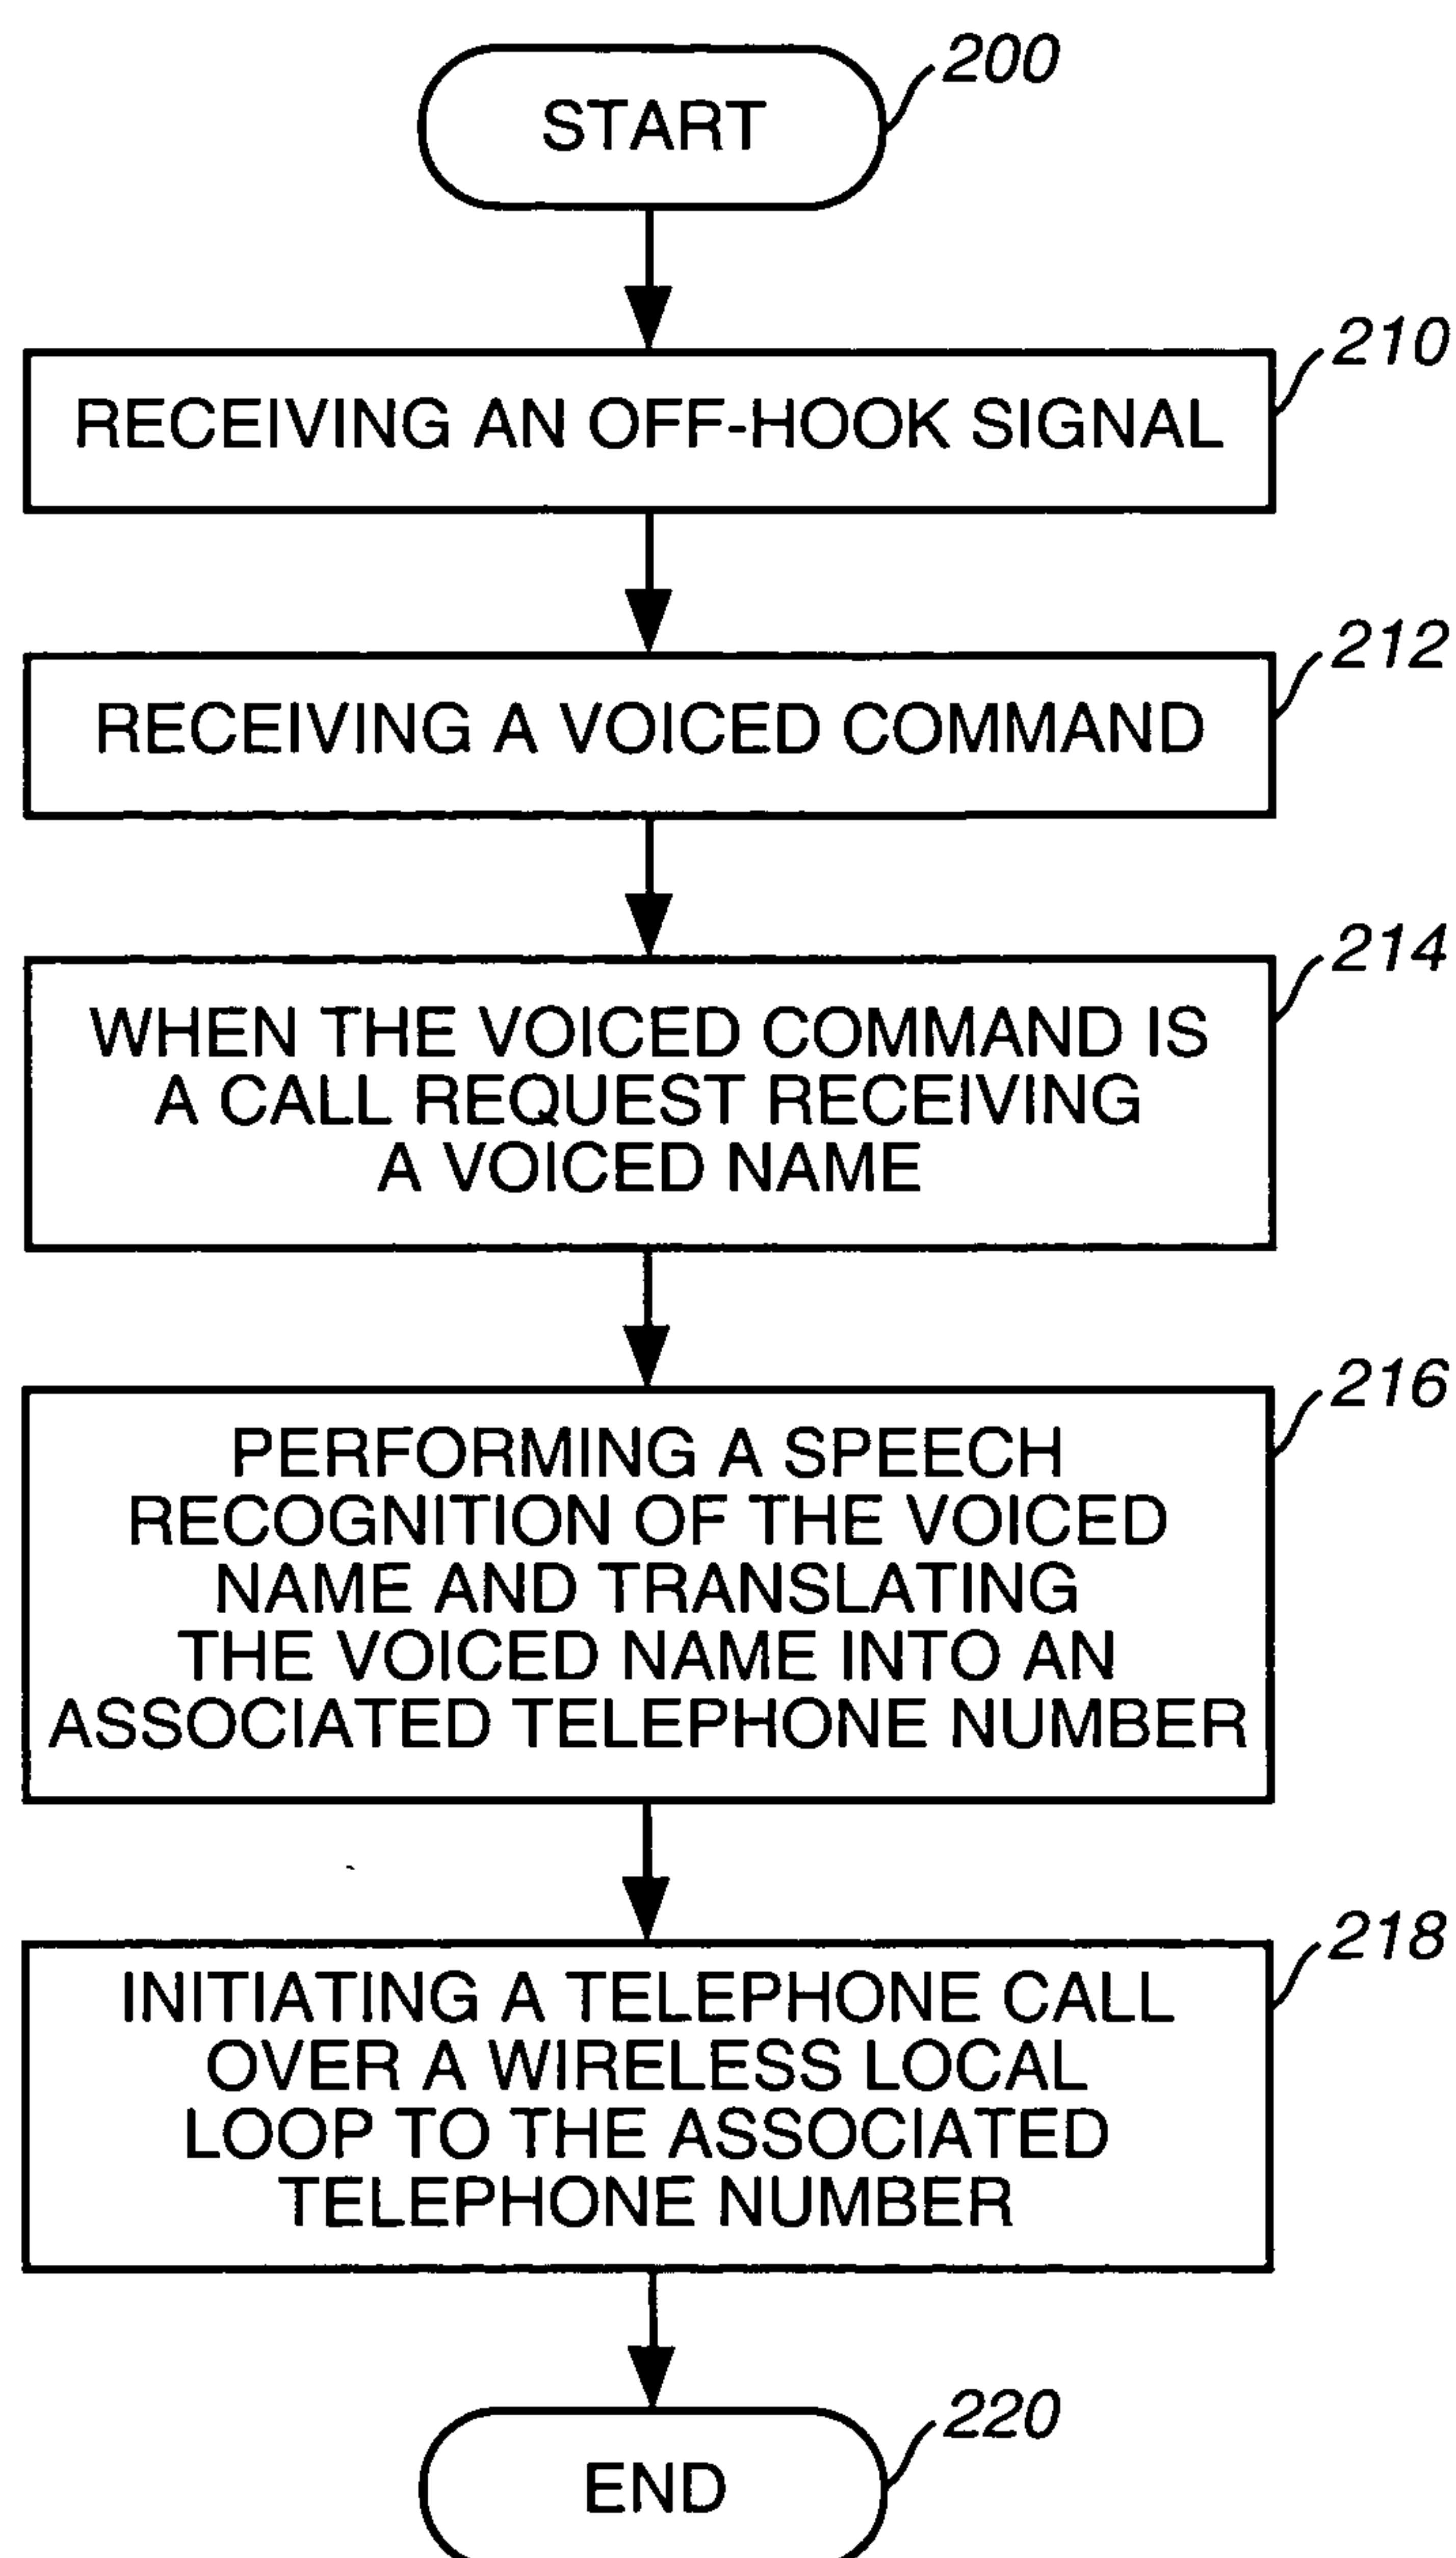 200
START
210
RECEIVING AN OFF-HOOK SIGNAL
212
RECEIVING A VOICED COMMAND
214
WHEN THE VOICED COMMAND IS
A CALL REQUEST RECEIVING
A VOICED NAME
216
PERFORMING A SPEECH
RECOGNITION OF THE VOICED
NAME AND TRANSLATING
THE VOICED NAME INTO AN
ASSOCIATED TELEPHONE NUMBER
218
INITIATING A TELEPHONE CALL
OVER A WIRELESS LOCAL
LOOP TO THE ASSOCIATED
TELEPHONE NUMBER
220
END